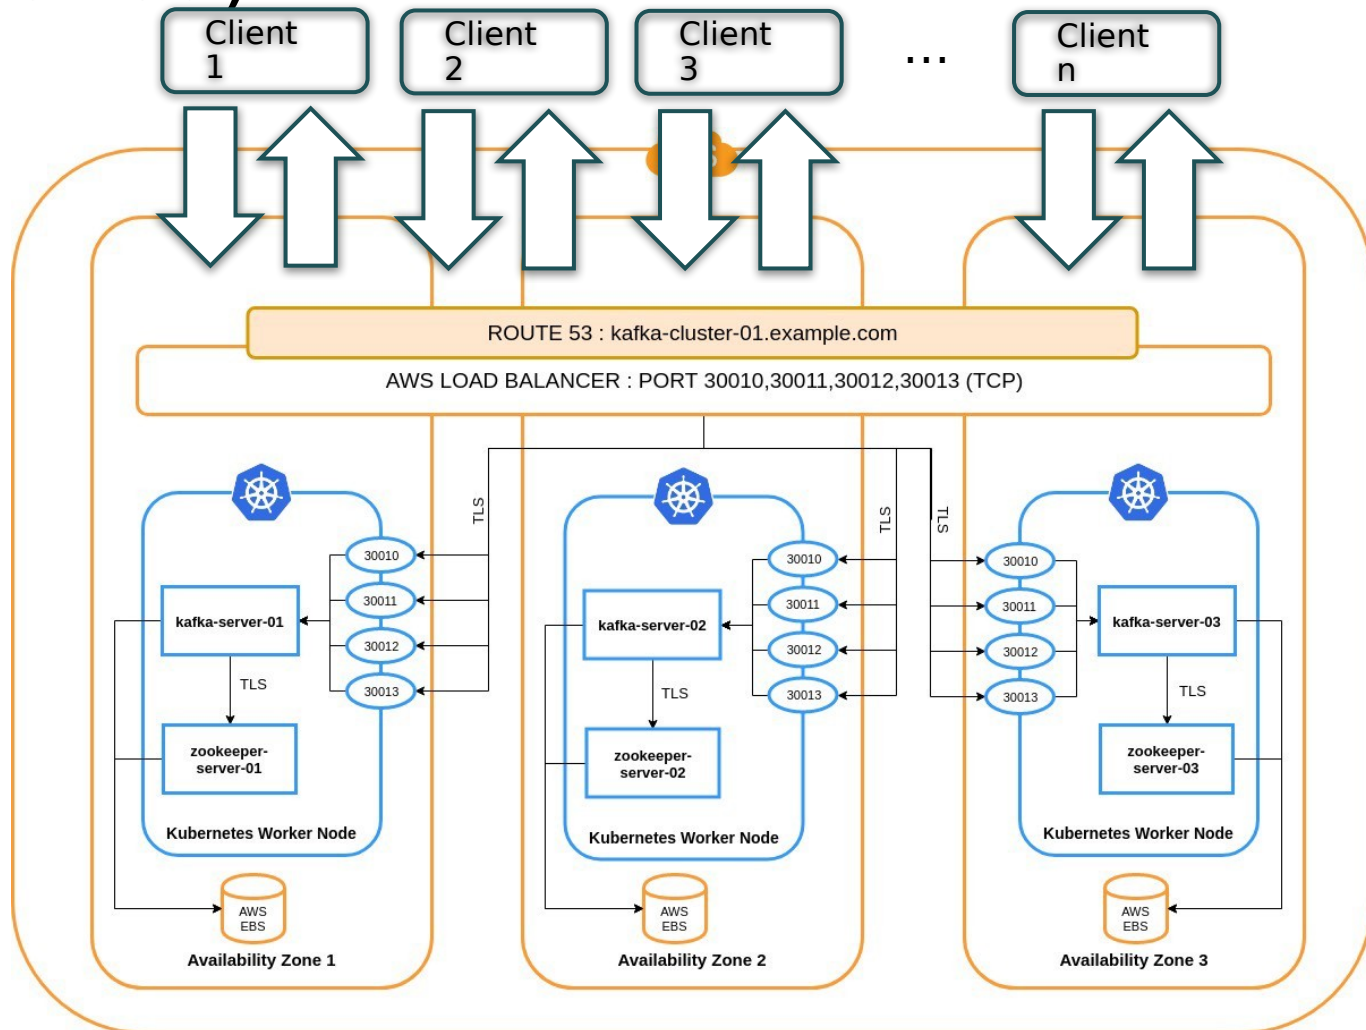 Client
1
Client
2
Client
3
...
Client
n
ROUTE 53 : kafka-cluster-01.example.com
AWS LOAD BALANCER : PORT 30010,30011,30012,30013 (TCP)
TLS
TLS
TLS
30010
30011
30012
30013
kafka-server-01
TLS
zookeeper-
server-01
Kubernetes Worker Node
AWS
EBS
Availability Zone 1
30010
30011
30012
30013
kafka-server-02
TLS
zookeeper-
server-02
Kubernetes Worker Node
AWS
EBS
Availability Zone 2
30010
30011
30012
30013
kafka-server-03
TLS
zookeeper-
server-03
Kubernetes Worker Node
AWS
EBS
Availability Zone 3